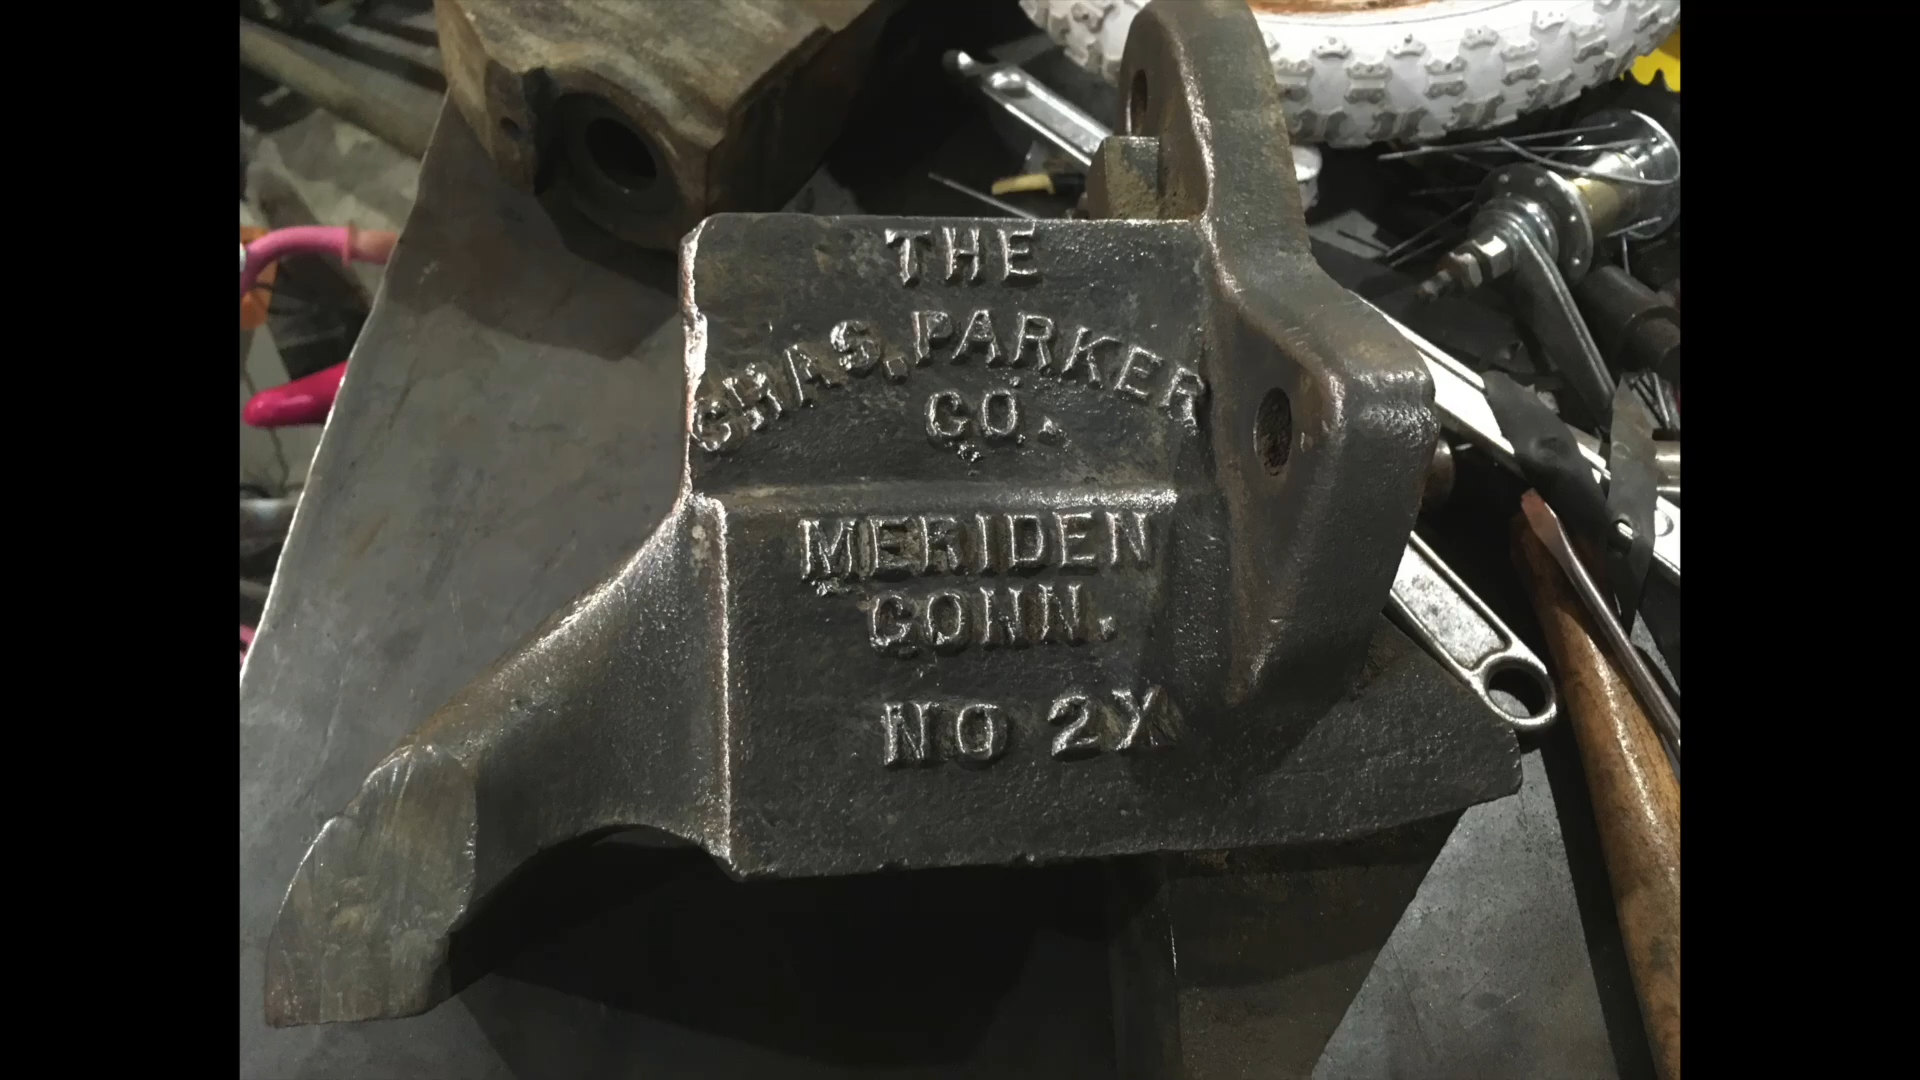 THE
CHAS. PARKER
CO.
MERIDEN
CONN.
NO 2X